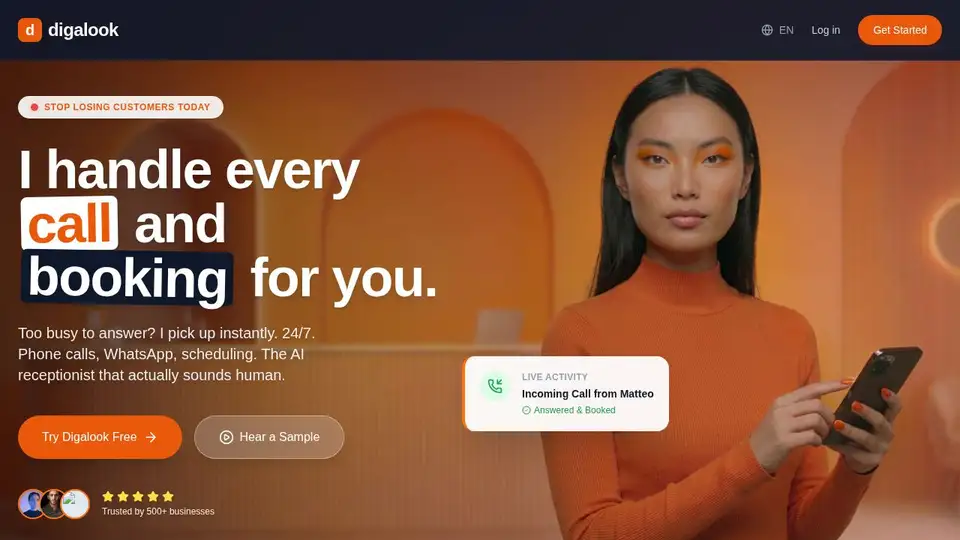 d digalook
EN
Log in
Get Started
STOP LOSING CUSTOMERS TODAY
I handle every
call and
booking for you.
Too busy to answer? I pick up instantly. 24/7.
Phone calls, WhatsApp, scheduling. The AI
receptionist that actually sounds human.
LIVE ACTIVITY
Incoming Call from Matteo
Answered & Booked
Try Digalook Free
Hear a Sample
Trusted by 500+ businesses